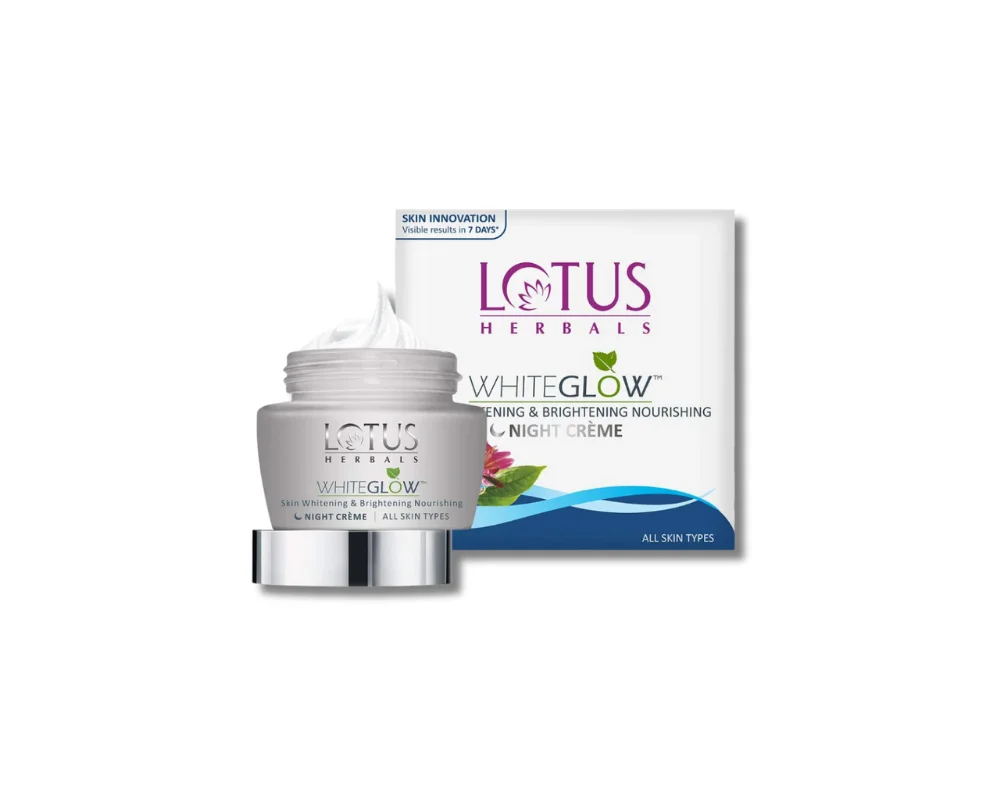 SKIN INNOVATION
Visible results in 7 DAYS*
LOTUS
HERBALS
WHITEGLOW™
& BRIGHTENING NOURISHING
NIGHT CRÈME
ALL SKIN TYPES
LOTUS
HERBALS
WHITEGLOW™
Skin Whitening & Brightening Nourishing
NIGHT CRÈME | ALL SKIN TYPES